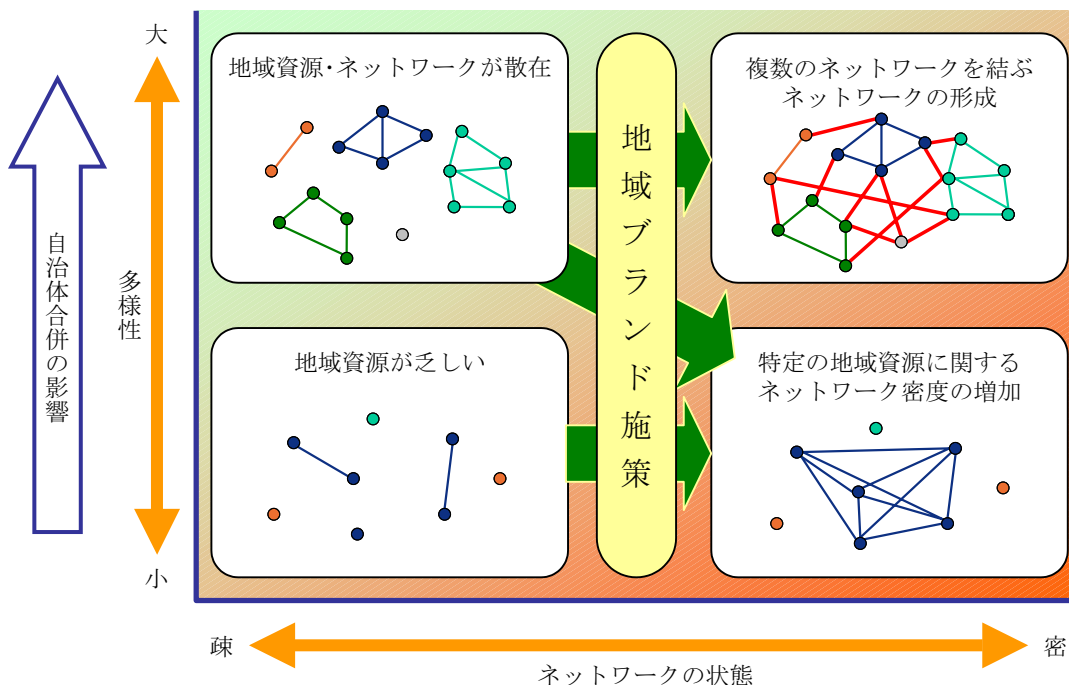 大
地域資源・ネットワークが散在
複数のネットワークを結ぶ
ネットワークの形成
地域ブランド施策
自治体合併の影響
多様性
地域資源が乏しい
特定の地域資源に関する
ネットワーク密度の増加
小
疎
密
ネットワークの状態